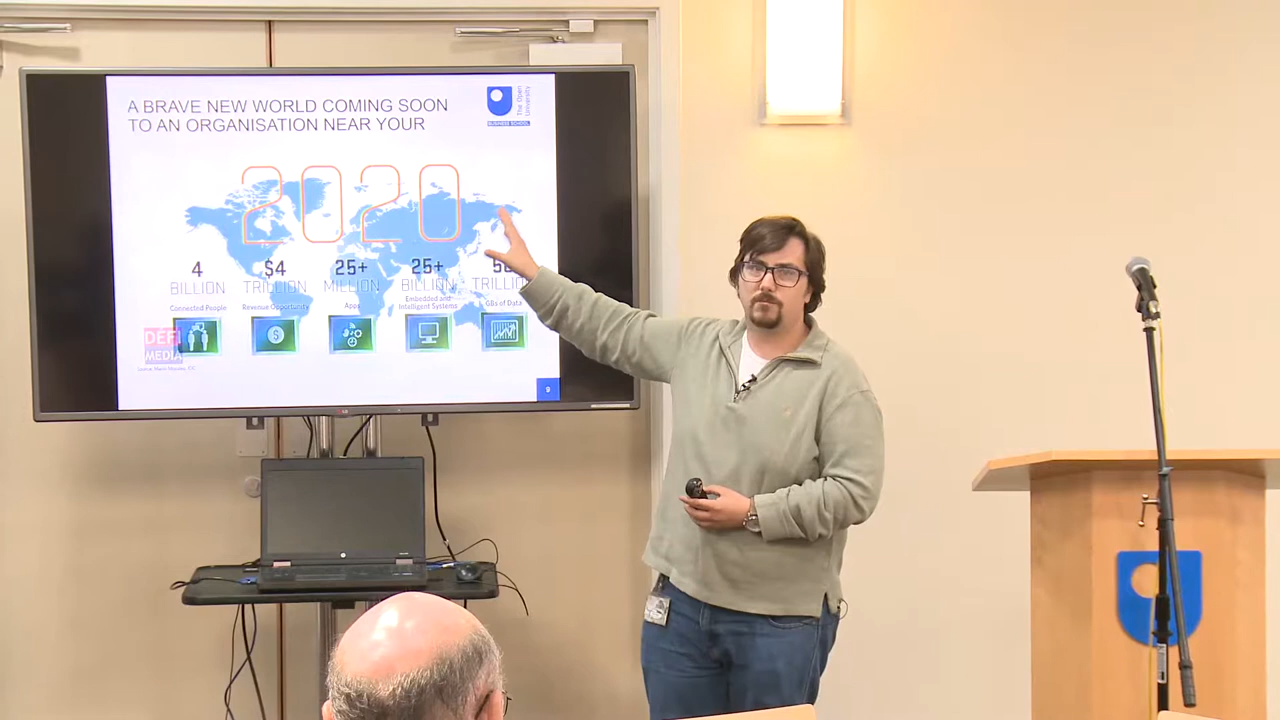 A BRAVE NEW WORLD COMING SOON
TO AN ORGANISATION NEAR YOUR
The Open
University
BUSINESS SCHOOL
2020
4
BILLION
Connected People
$4
TRILLION
Revenue Opportunity
25+
MILLION
Apps
25+
BILLION
Embedded and
Intelligent Systems
TRILLION
GBs of Data
DÉFI
MEDIA
9
LG